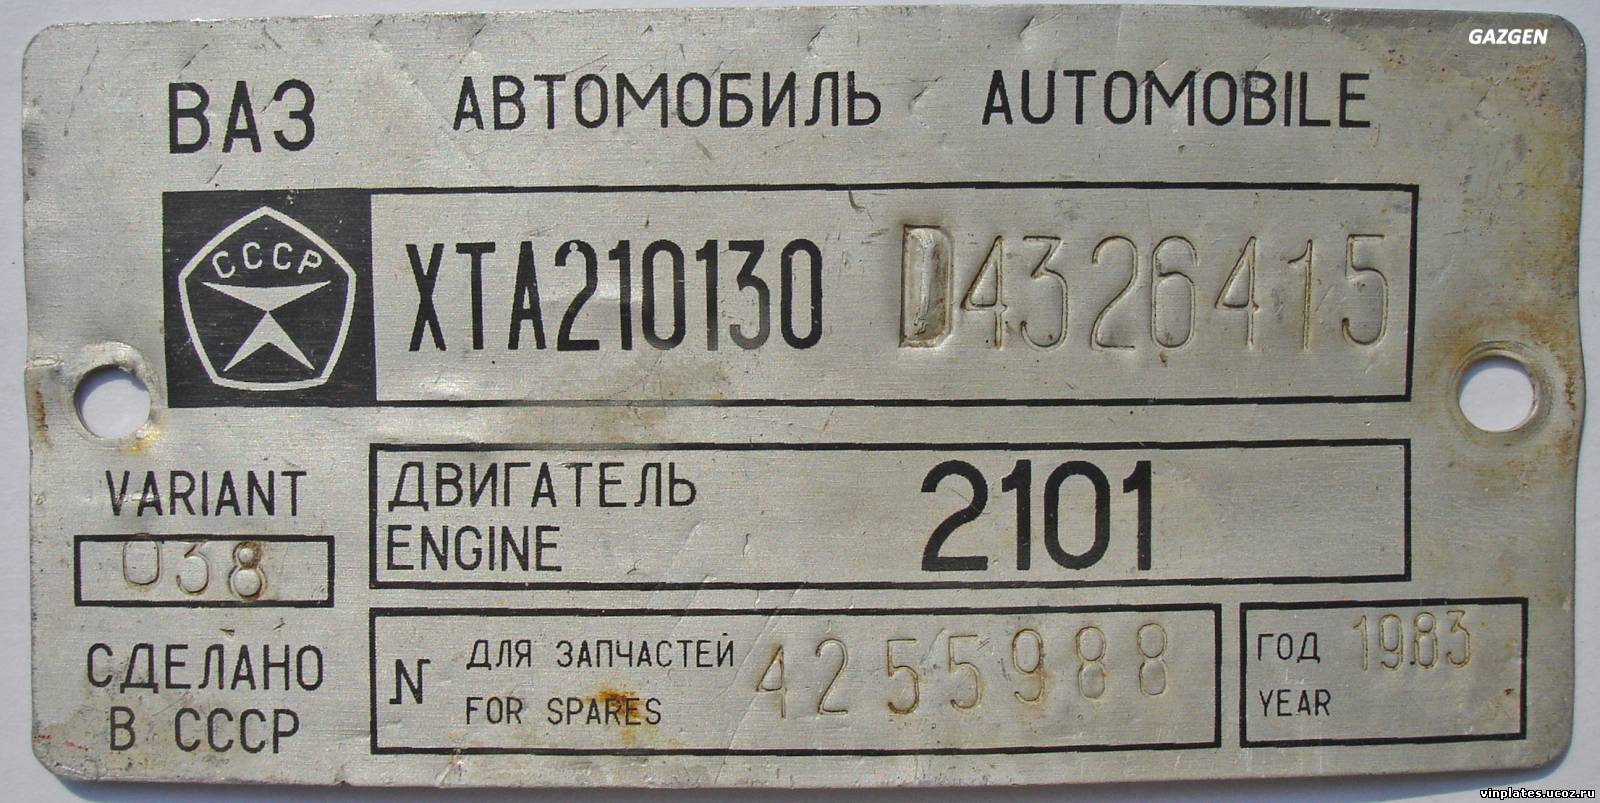 GAZGEN
ВАЗ АВТОМОБИЛЬ AUTOMOBILE
СССР
XTA210130 D4326415
VARIANT
038
ДВИГАТЕЛЬ 2101
ENGINE
СДЕЛАНО
В СССР
N ДЛЯ ЗАПЧАСТЕЙ 4255988
FOR SPARES
ГОД 1983
YEAR
vinplates.ucoz.ru